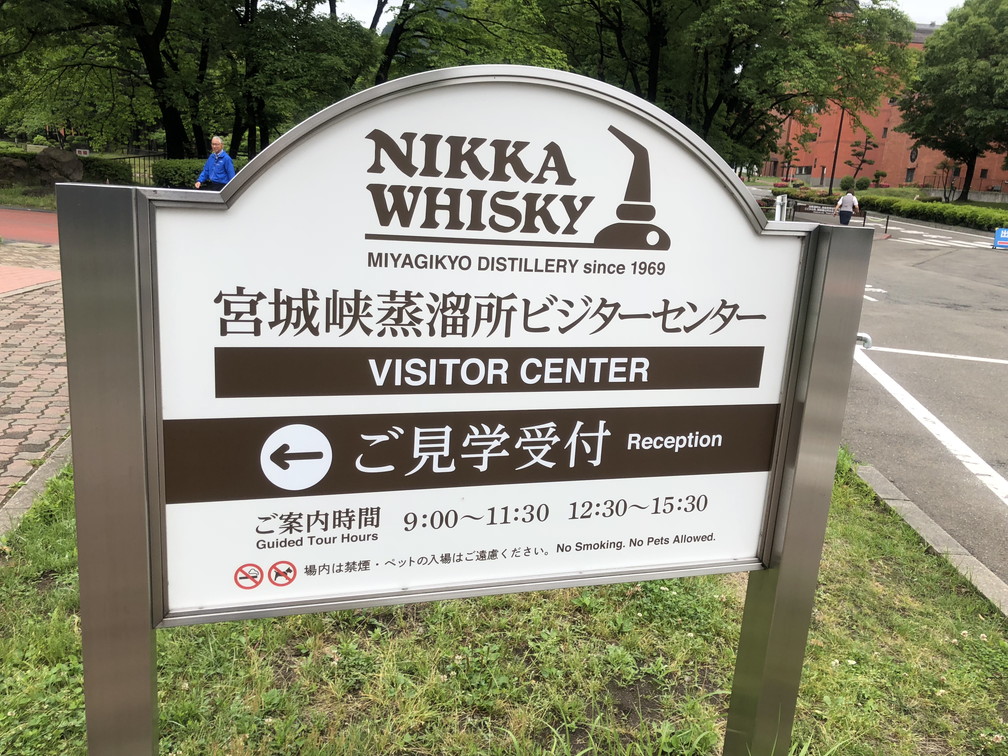 NIKKA
WHISKY
MIYAGIKYO DISTILLERY since 1969
宮城峡蒸溜所ビジターセンター
VISITOR CENTER
ご見学受付 Reception
ご案内時間 9:00～11:30 12:30～15:30
Guided Tour Hours
場内は禁煙・ペットの入場はご遠慮ください。No Smoking. No Pets Allowed.
出